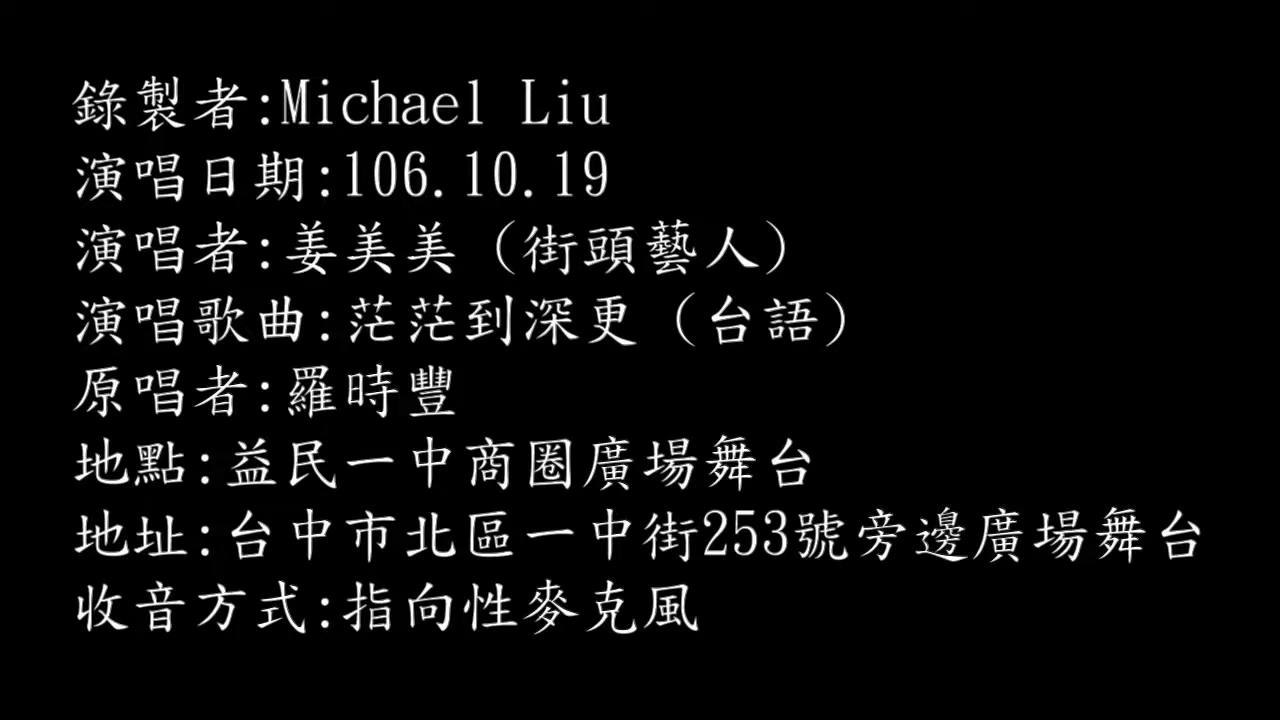 錄製者:Michael Liu
演唱日期:106.10.19
演唱者:姜美美（街頭藝人）
演唱歌曲:茫茫到深更（台語）
原唱者:羅時豐
地點:益民一中商圈廣場舞台
地址:台中市北區一中街253號旁邊廣場舞台
收音方式:指向性麥克風